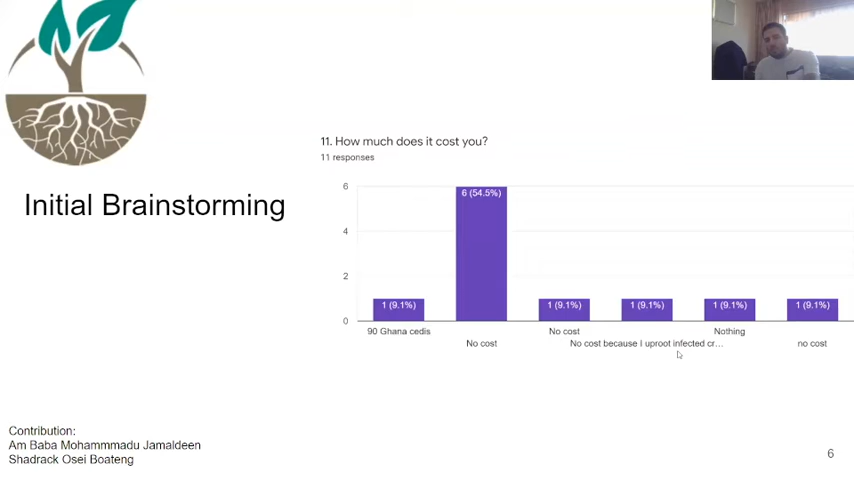 11. How much does it cost you?
11 responses
Initial Brainstorming
6
4
2
0
1 (9.1%)
6 (54.5%)
1 (9.1%)
1 (9.1%)
1 (9.1%)
1 (9.1%)
90 Ghana cedis
No cost
No cost
No cost because I uproot infected cr...
Nothing
no cost
Contribution:
Am Baba Mohammmadu Jamaldeen
Shadrack Osei Boateng
6